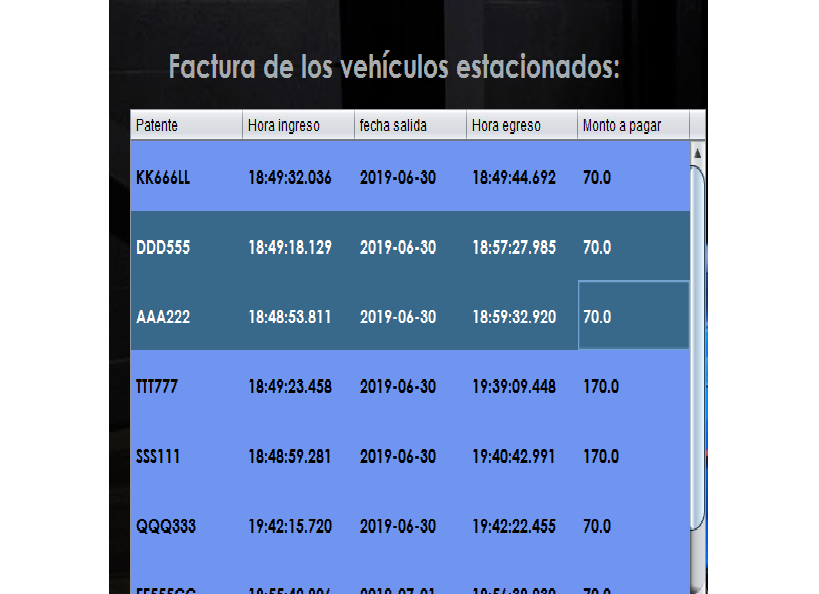 Factura de los vehículos estacionados:
Patente Hora ingreso fecha salida Hora egreso Monto a pagar
KK666LL 18:49:32.036 2019-06-30 18:49:44.692 70.0
DDD555 18:49:18.129 2019-06-30 18:57:27.985 70.0
AAA222 18:48:53.811 2019-06-30 18:59:32.920 70.0
TTT777 18:49:23.458 2019-06-30 19:39:09.448 170.0
SSS111 18:48:59.281 2019-06-30 19:40:42.991 170.0
QQQ333 19:42:15.720 2019-06-30 19:42:22.455 70.0
2019-07-01 70.0